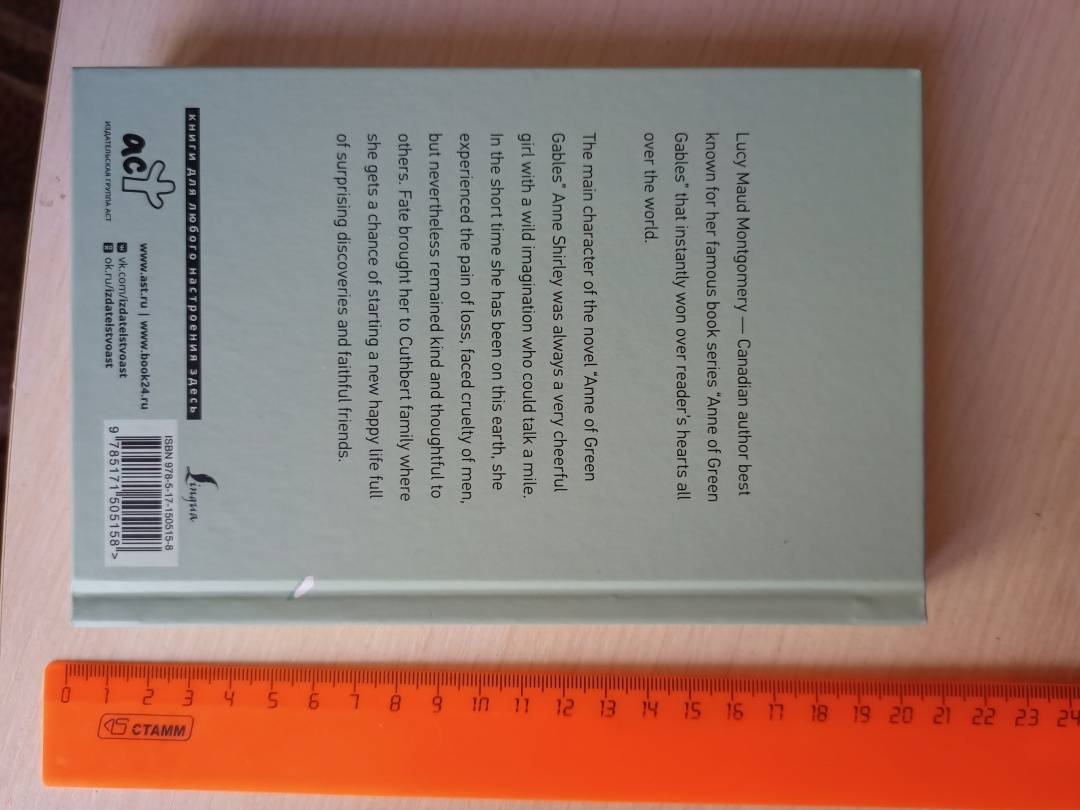 Lucy Maud Montgomery — Canadian author best
known for her famous book series “Anne of Green
Gables” that instantly won over reader's hearts all
over the world.
The main character of the novel “Anne of Green
Gables” Anne Shirley was always a very cheerful
girl with a wild imagination who could talk a mile.
In the short time she has been on this earth, she
experienced the pain of loss, faced cruelty of men,
but nevertheless remained kind and thoughtful to
others. Fate brought her to Cuthbert family where
she gets a chance of starting a new happy life full
of surprising discoveries and faithful friends.
Lingua
КНИГИ ДЛЯ ЛЮБОГО НАСТРОЕНИЯ ЗДЕСЬ
аст
ИЗДАТЕЛЬСКАЯ ГРУППА АСТ
www.ast.ru | www.book24.ru
vk.com/izdatelstvoast
ok.ru/izdatelstvoast
ISBN 978-5-17-150515-8
9 785171 505158 >
0 1 2 3 4 5 6 7 8 9 10 11 12 13 14 15 16 17 18 19 20 21 22 23 24
СТАММ